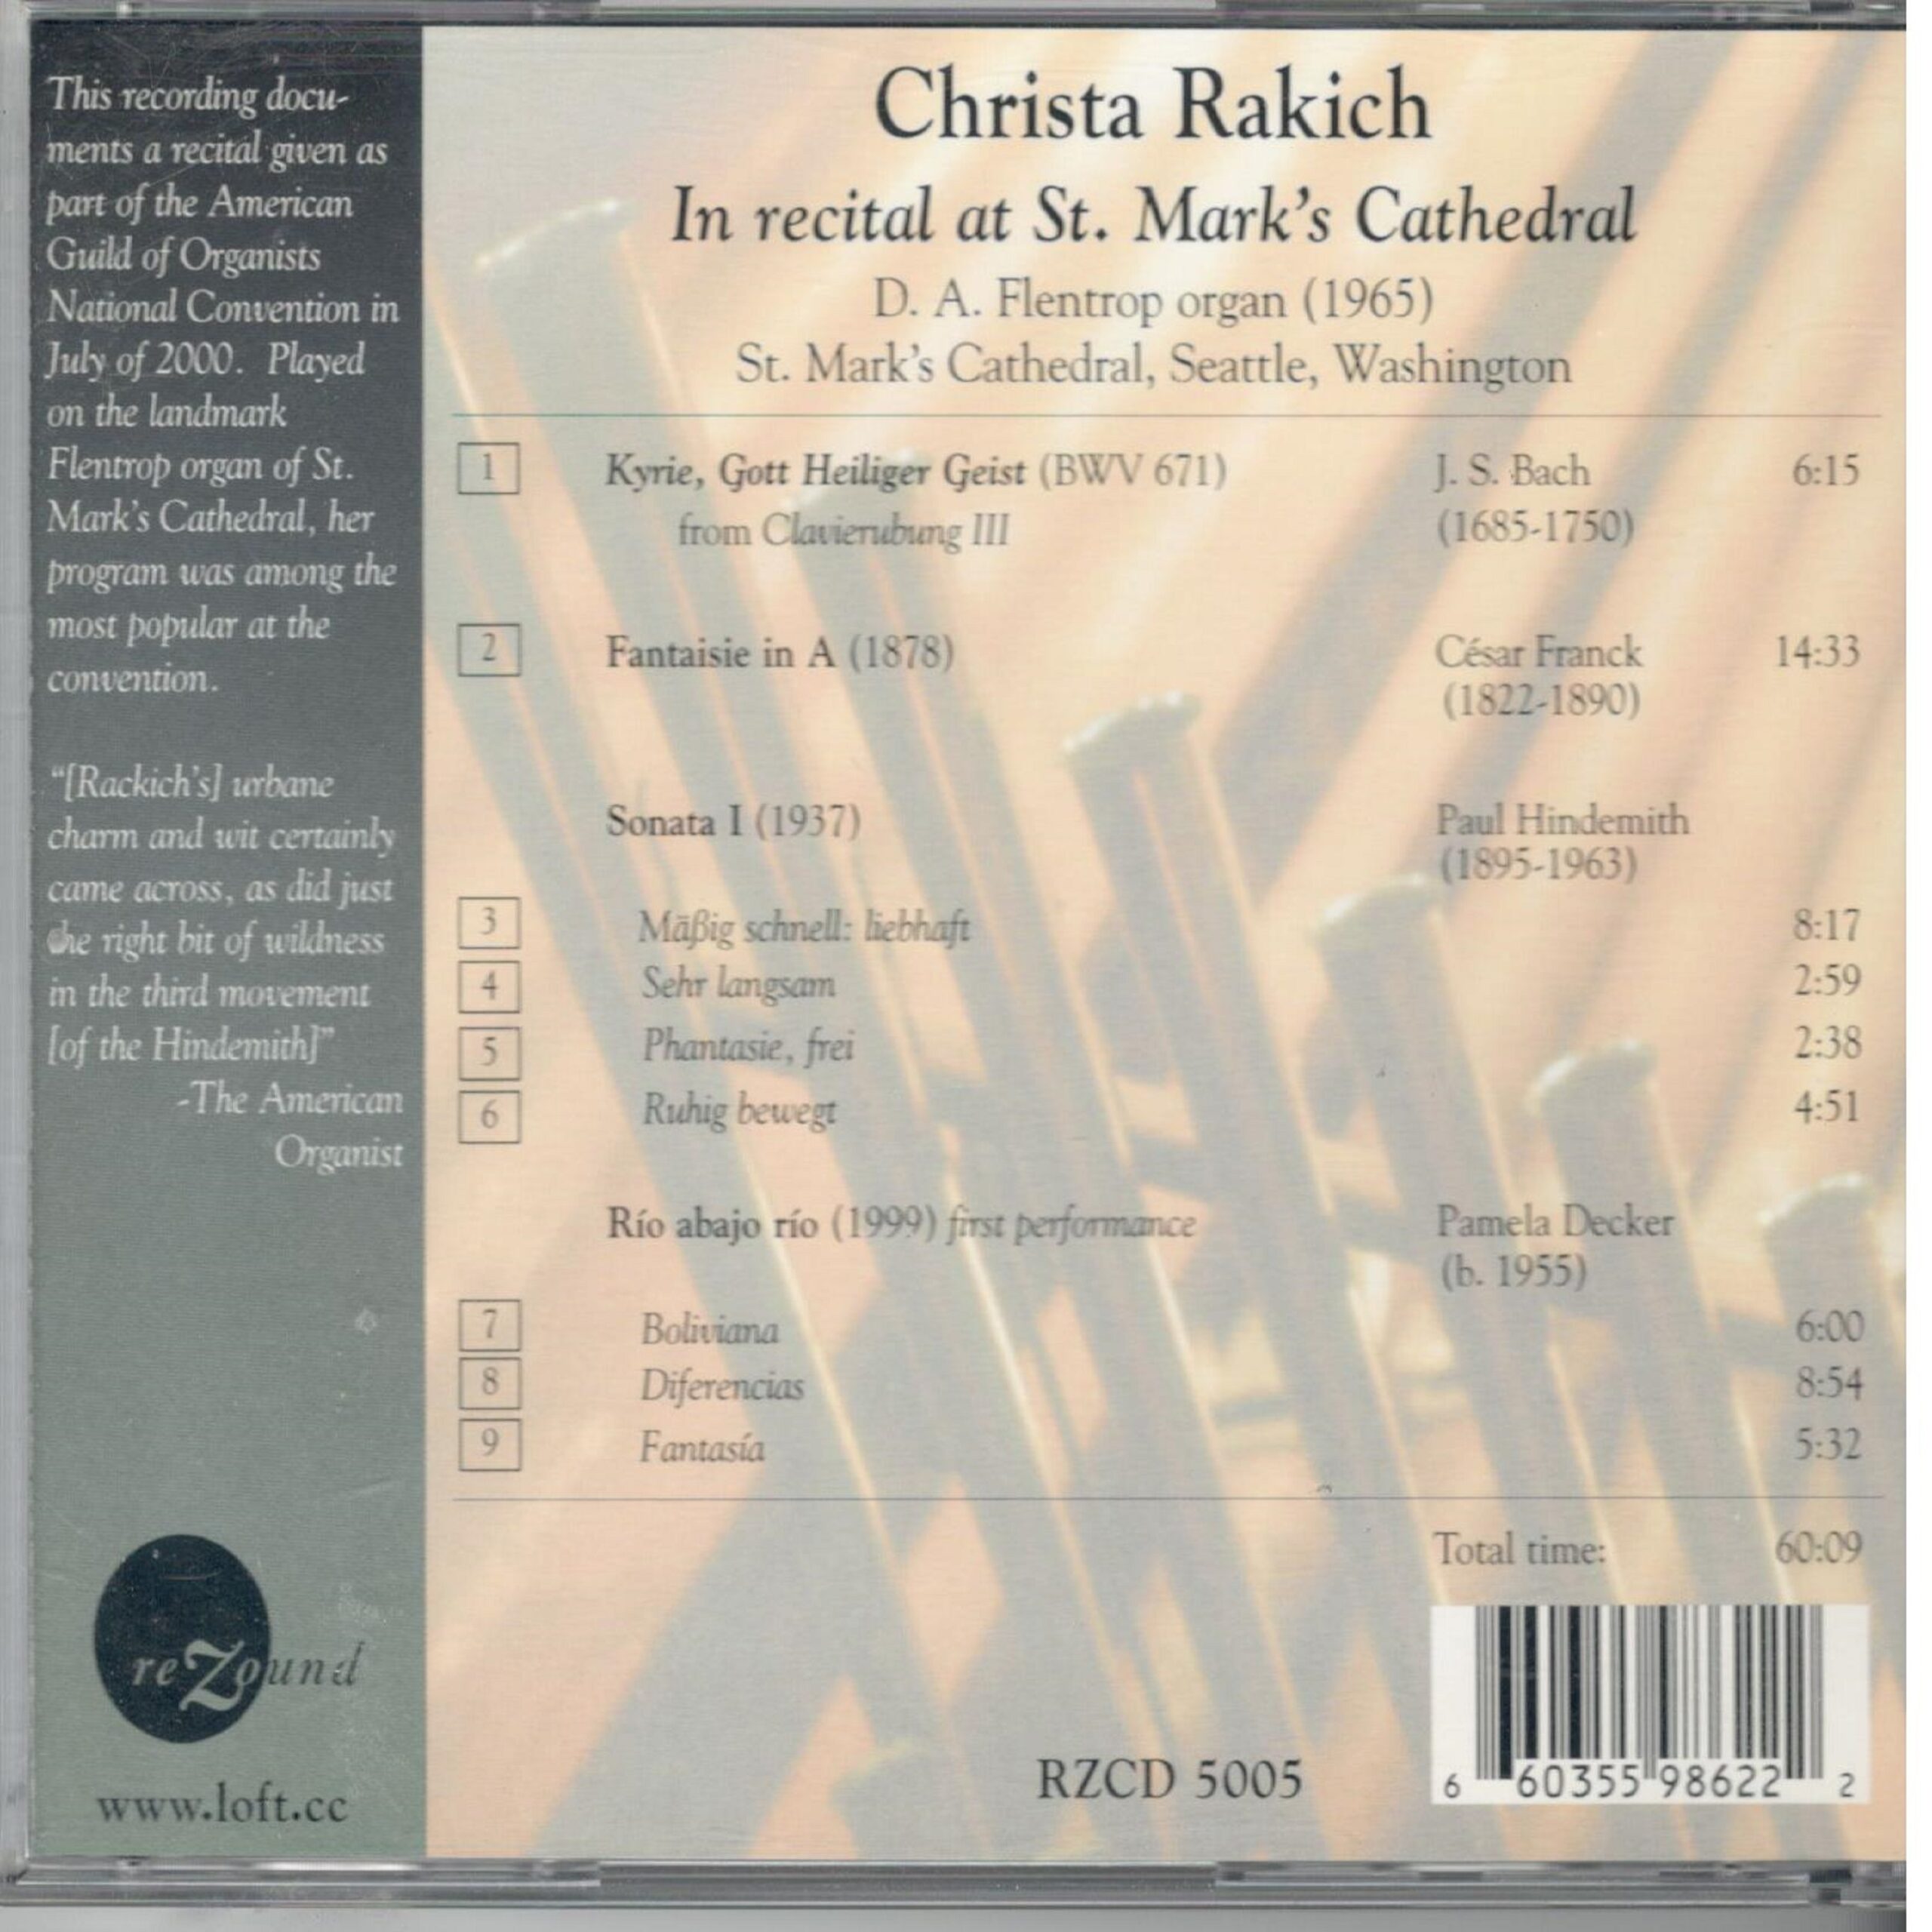 This recording docu-
ments a recital given as
part of the American
Guild of Organists
National Convention in
July of 2000. Played
on the landmark
Flentrop organ of St.
Mark's Cathedral, her
program was among the
most popular at the
convention.
"[Rackich's] urbane
charm and wit certainly
came across, as did just
the right bit of wildness
in the third movement
[of the Hindemith]"
-The American
Organist
reZound
www.loft.cc
Christa Rakich
In recital at St. Mark's Cathedral
D. A. Flentrop organ (1965)
St. Mark's Cathedral, Seattle, Washington
1 Kyrie, Gott Heiliger Geist (BWV 671) J. S. Bach 6:15
from Clavierubung III (1685-1750)
2 Fantaisie in A (1878) César Franck 14:33
(1822-1890)
Sonata I (1937) Paul Hindemith
(1895-1963)
3 Mäßig schnell: liebhaft 8:17
4 Sehr langsam 2:59
5 Phantasie, frei 2:38
6 Ruhig bewegt 4:51
Río abajo río (1999) first performance Pamela Decker
(b. 1955)
7 Boliviana 6:00
8 Diferencias 8:54
9 Fantasía 5:32
Total time: 60:09
RZCD 5005
6 60355 98622 2